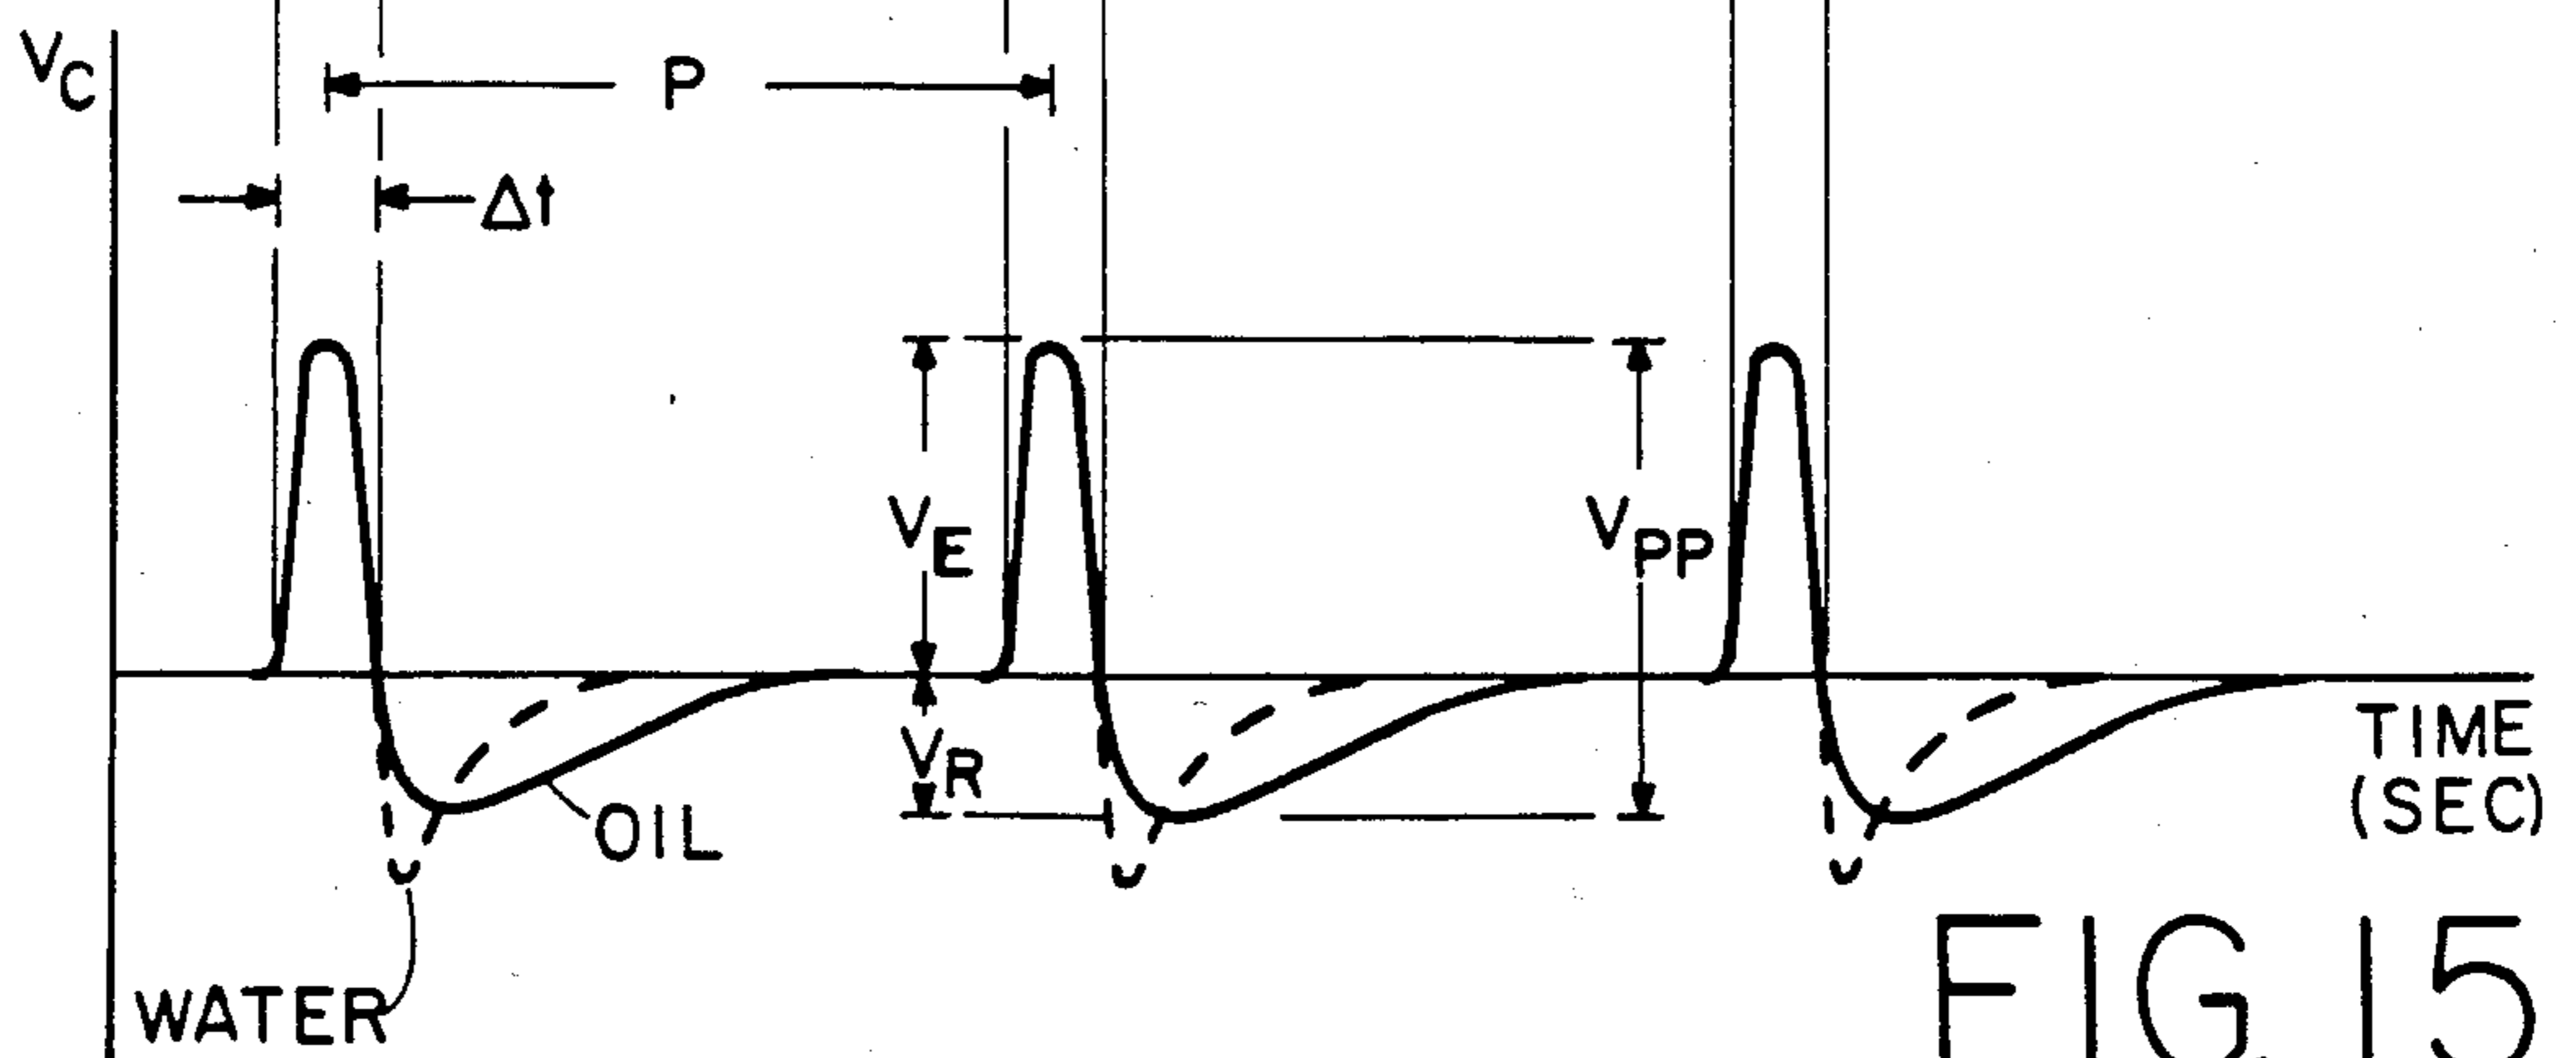 VC
P
Δt
VE
VPP
VR
TIME
(SEC)
OIL
WATER
FIG. 15